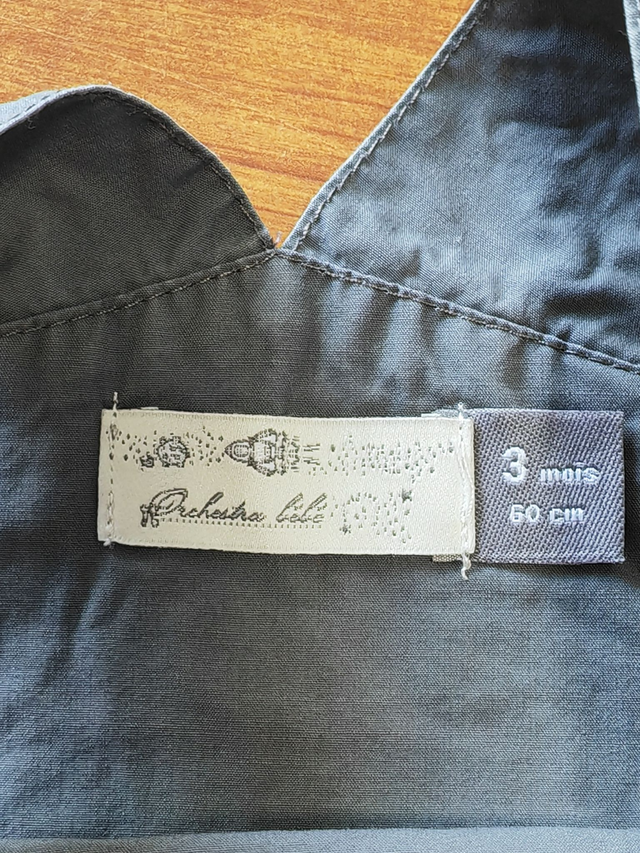 Orchestra bébé
3 mois
60 cm